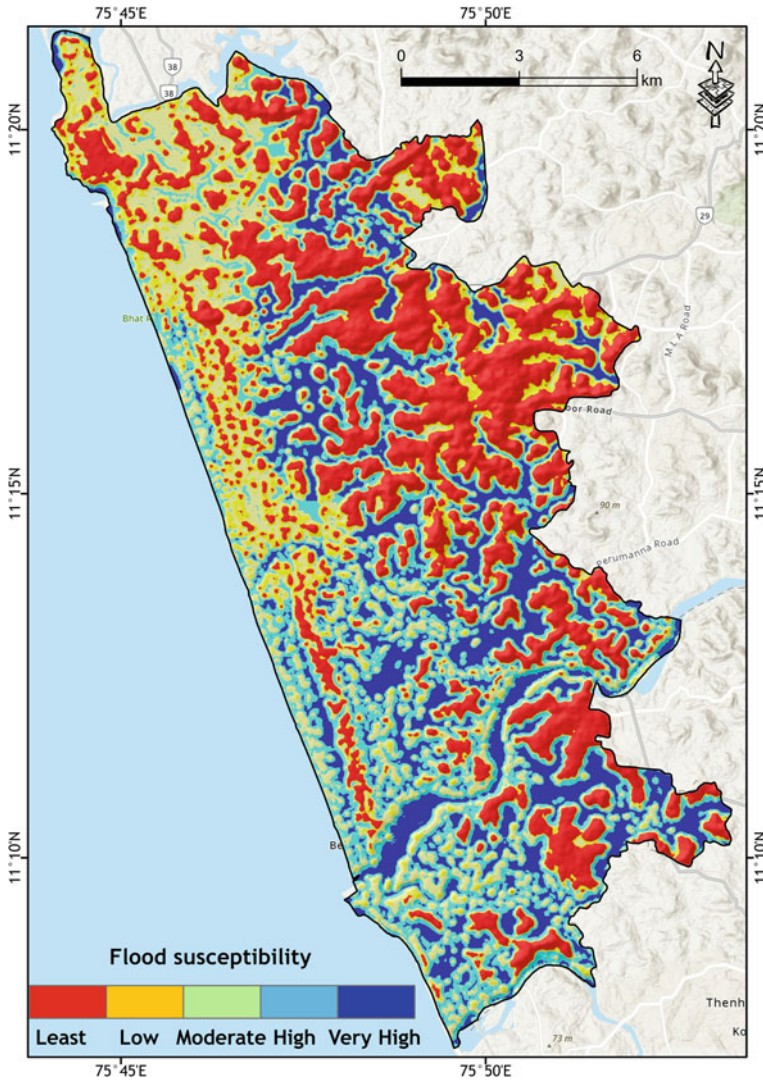 75°45'E 75°50'E
0 3 6
km
N
38
38
11°20'N 11°20'N
29
M L A Road
Bhat
oor Road
11°15'N 11°15'N
90 m
perumanna Road
Be
11°10'N 11°10'N
Flood susceptibility
Least Low Moderate High Very High
Thenh
Ko
73 m
75°45'E 75°50'E